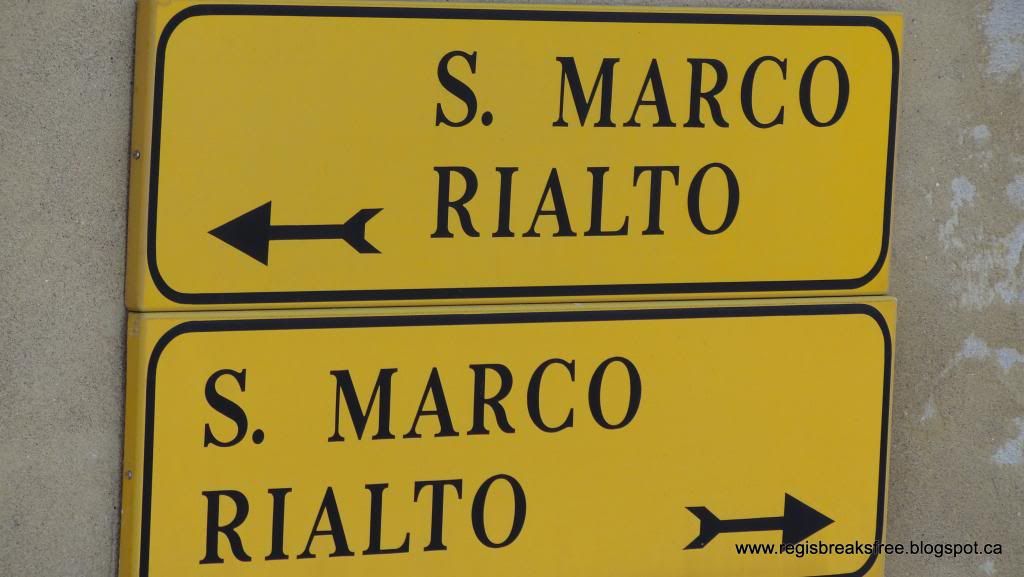 S. MARCO
RIALTO
S. MARCO
RIALTO
www.regisbreaksfree.blogspot.ca